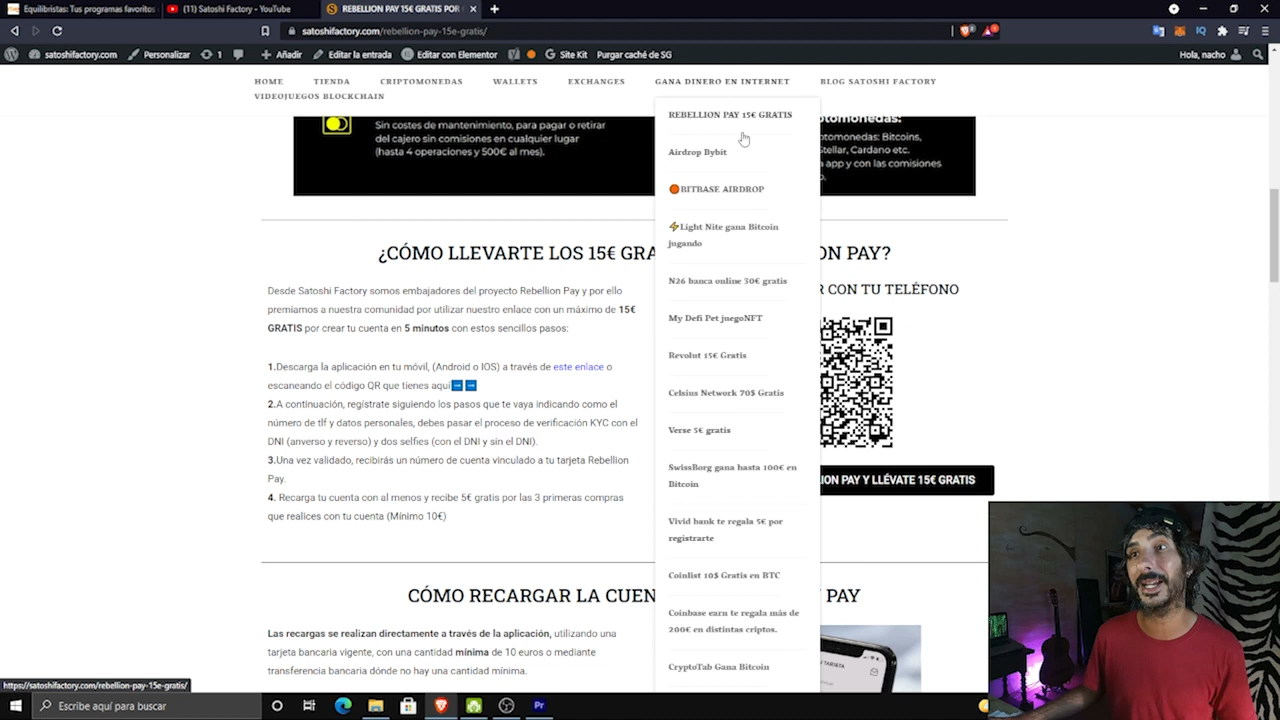 Equilibristas: Tus programas favoritos
(11) Satoshi Factory - YouTube
REBELLION PAY 15€ GRATIS POR
satoshifactory.com/rebellion-pay-15e-gratis/
satoshifactory.com
Personalizar
1
Añadir
Editar la entrada
Editar con Elementor
Site Kit
Purgar caché de SG
Hola, nacho
HOME
TIENDA
CRIPTOMONEDAS
WALLETS
EXCHANGES
GANA DINERO EN INTERNET
BLOG SATOSHI FACTORY
VIDEOJUEGOS BLOCKCHAIN
Sin costes de mantenimiento, para pagar o retirar
del cajero sin comisiones en cualquier lugar
(hasta 4 operaciones y 500€ al mes).
omonedas:
otomonedas: Bitcoins,
Stellar, Cardano etc.
app y con las comisiones
REBELLION PAY 15€ GRATIS
Airdrop Bybit
BITBASE AIRDROP
⚡Light Nite gana Bitcoin
jugando
N26 banca online 30€ gratis
My Defi Pet juegoNFT
Revolut 15€ Gratis
Celsius Network 70$ Gratis
Verse 5€ gratis
SwissBorg gana hasta 100€ en
Bitcoin
Vivid bank te regala 5€ por
registrarte
Coinlist 10$ Gratis en BTC
Coinbase earn te regala más de
200€ en distintas criptos.
CryptoTab Gana Bitcoin
¿CÓMO LLEVARTE LOS 15€ GRA
ON PAY?
Desde Satoshi Factory somos embajadores del proyecto Rebellion Pay y por ello
premiamos a nuestra comunidad por utilizar nuestro enlace con un máximo de 15€
GRATIS por crear tu cuenta en 5 minutos con estos sencillos pasos:
1.Descarga la aplicación en tu móvil, (Android o IOS) a través de este enlace o
escaneando el código QR que tienes aquí➡➡
2.A continuación, regístrate siguiendo los pasos que te vaya indicando como el
número de tlf y datos personales, debes pasar el proceso de verificación KYC con el
DNI (anverso y reverso) y dos selfies (con el DNI y sin el DNI).
3.Una vez validado, recibirás un número de cuenta vinculado a tu tarjeta Rebellion
Pay.
4. Recarga tu cuenta con al menos y recibe 5€ gratis por las 3 primeras compras
que realices con tu cuenta (Mínimo 10€)
R CON TU TELÉFONO
ION PAY Y LLÉVATE 15€ GRATIS
CÓMO RECARGAR LA CUEN
PAY
Las recargas se realizan directamente a través de la aplicación, utilizando una
tarjeta bancaria vigente, con una cantidad mínima de 10 euros o mediante
transferencia bancaria dónde no hay una cantidad mínima.
https://satoshifactory.com/rebellion-pay-15e-gratis/
Escribe aquí para buscar